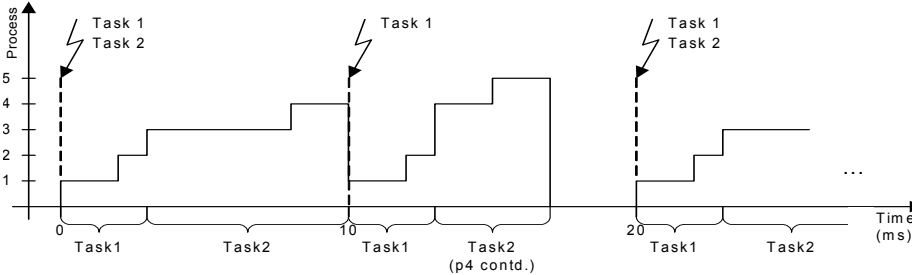 Process
Task 1
Task 2
Task 1
Task 1
Task 2
5
4
3
2
1
0
10
20
Time
(ms)
Task1
Task2
Task1
Task2
(p4 contd.)
Task1
Task2
...